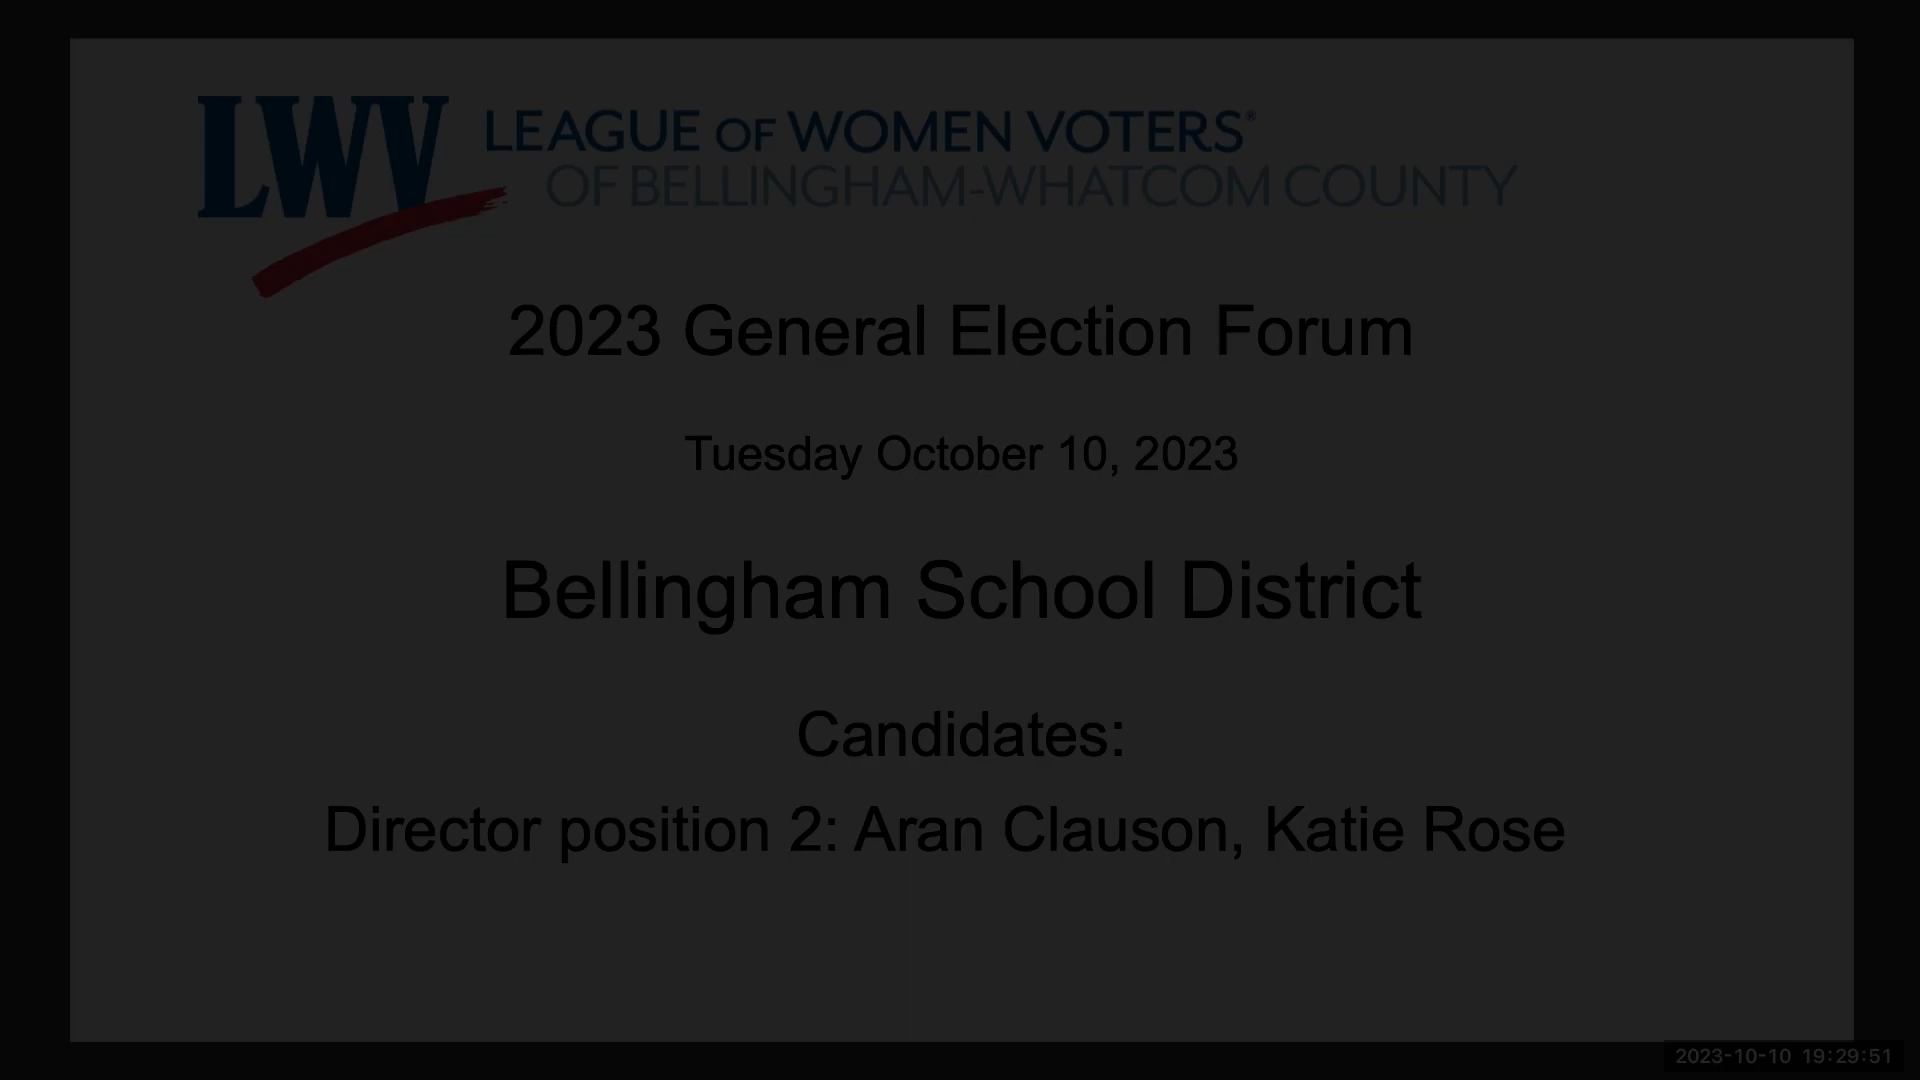 LWV
LEAGUE OF WOMEN VOTERS®
OF BELLINGHAM-WHATCOM COUNTY
2023 General Election Forum
Tuesday October 10, 2023
Bellingham School District
Candidates:
Director position 2: Aran Clauson, Katie Rose
2023-10-10 19:29:51